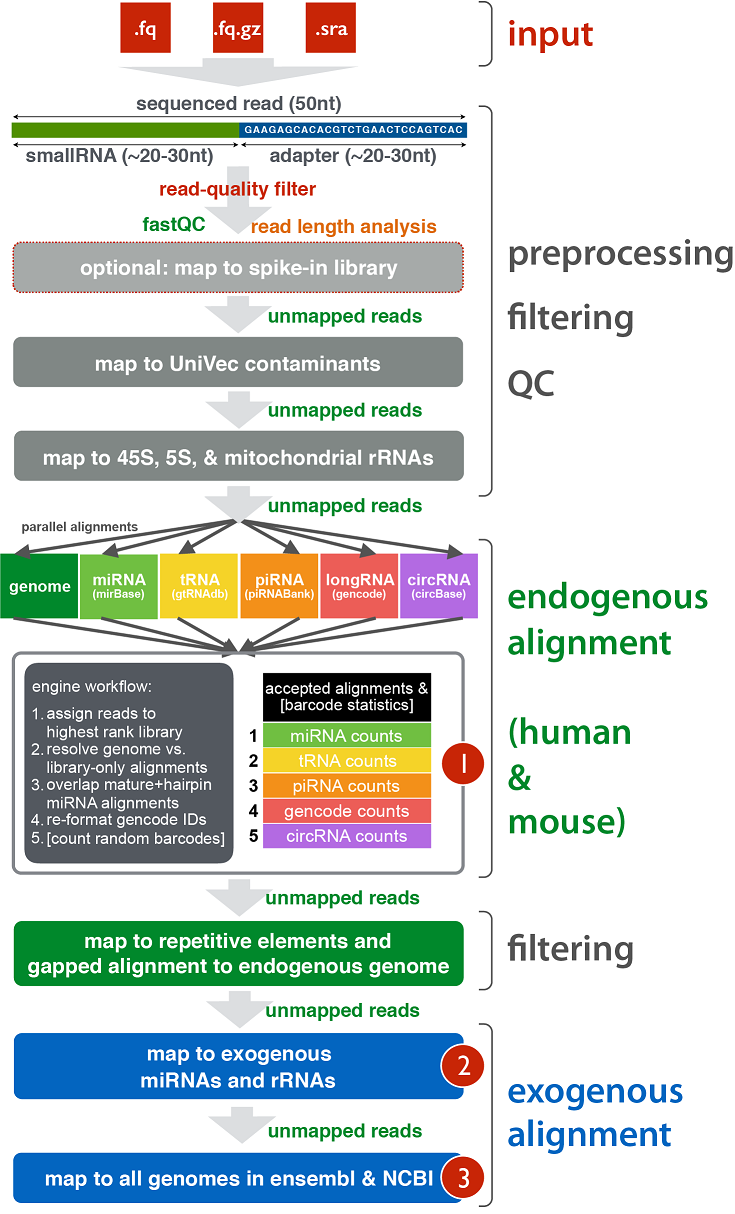 .fq
.fq.gz
.sra
input
sequenced read (50nt)
GAAGAGCACACGTCTGAACTCCAGTCAC
smallRNA (~20-30nt)
adapter (~20-30nt)
read-quality filter
fastQC
read length analysis
optional: map to spike-in library
unmapped reads
map to UniVec contaminants
unmapped reads
map to 45S, 5S, & mitochondrial rRNAs
unmapped reads
preprocessing
filtering
QC
parallel alignments
genome
miRNA
(mirBase)
tRNA
(gtRNAdb)
piRNA
(piRNABank)
longRNA
(gencode)
circRNA
(circBase)
engine workflow:
1. assign reads to
highest rank library
2. resolve genome vs.
library-only alignments
3. overlap mature+hairpin
miRNA alignments
4. re-format gencode IDs
5. [count random barcodes]
accepted alignments &
[barcode statistics]
1 miRNA counts
2 tRNA counts
3 piRNA counts
4 gencode counts
5 circRNA counts
1
endogenous
alignment
(human
&
mouse)
unmapped reads
map to repetitive elements and
gapped alignment to endogenous genome
filtering
unmapped reads
map to exogenous
miRNAs and rRNAs
2
unmapped reads
map to all genomes in ensembl & NCBI
3
exogenous
alignment